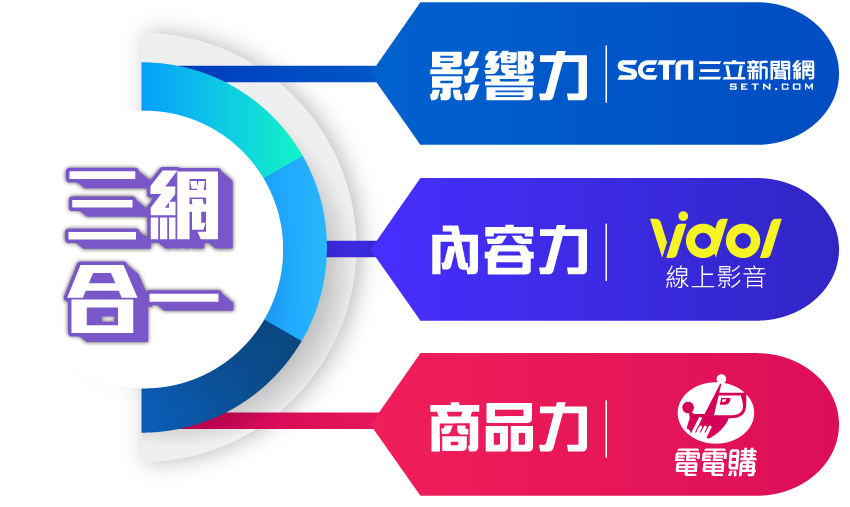 三網
合一
影響力
SETN三立新聞網
SETN.COM
內容力
Vidol
線上影音
商品力
電電購